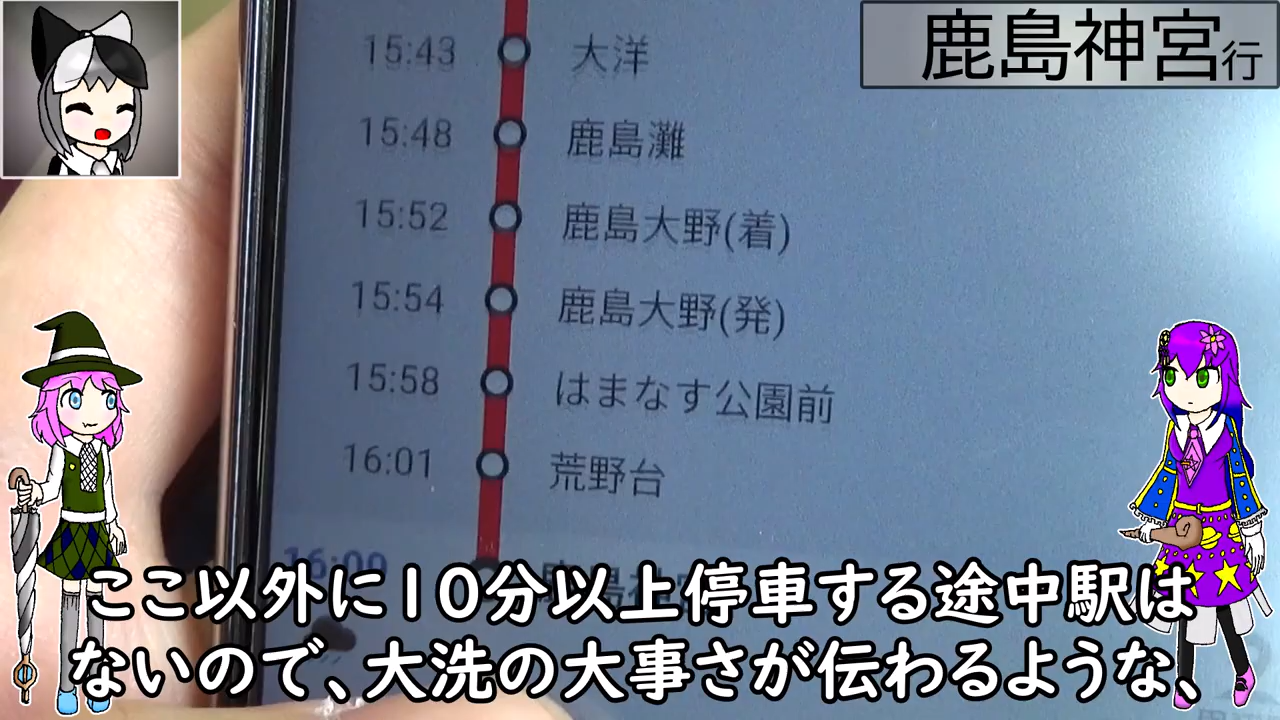 鹿島神宮行
15:43 大洋
15:48 鹿島灘
15:52 鹿島大野(着)
15:54 鹿島大野(発)
15:58 はまなす公園前
16:01 荒野台
16:09
ここ以外に10分以上停車する途中駅は
ないので、大洗の大事さが伝わるような、